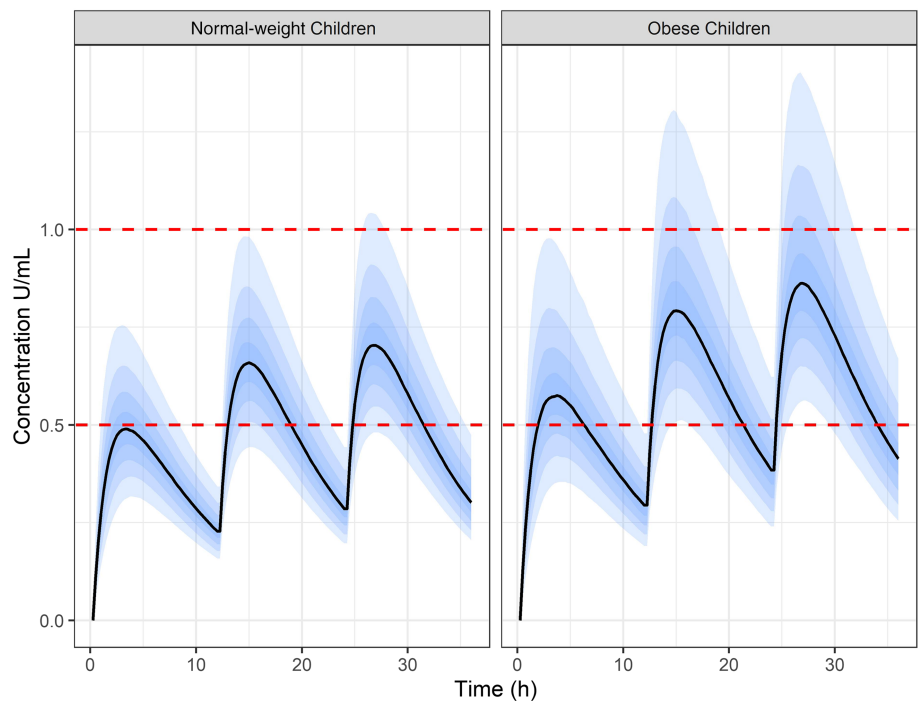 Normal-weight Children
Obese Children
Concentration U/mL
1.0
0.5
0.0
0 10 20 30
0 10 20 30
Time (h)